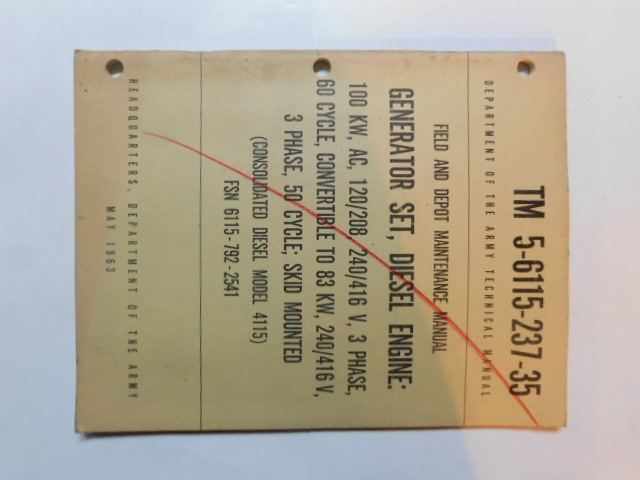 TM 5-6115-237-35
DEPARTMENT OF THE ARMY TECHNICAL MANUAL
FIELD AND DEPOT MAINTENANCE MANUAL
GENERATOR SET, DIESEL ENGINE:
100 KW, AC, 120/208, 240/416 V, 3 PHASE,
60 CYCLE, CONVERTIBLE TO 83 KW, 240/416 V,
3 PHASE, 50 CYCLE; SKID MOUNTED
(CONSOLIDATED DIESEL MODEL 4115)
FSN 6115-792-2541
HEADQUARTERS, DEPARTMENT OF THE ARMY
MAY 1963